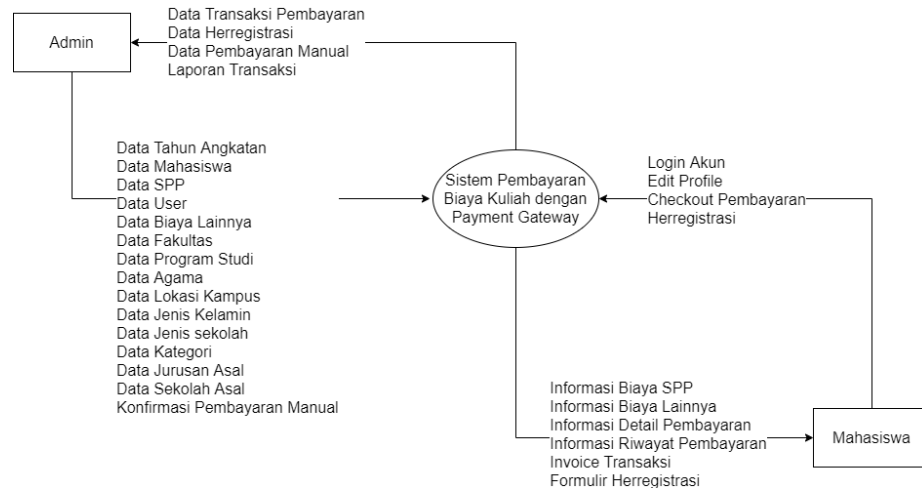 Data Transaksi Pembayaran
Data Herregistrasi
Data Pembayaran Manual
Laporan Transaksi
Admin
Data Tahun Angkatan
Data Mahasiswa
Data SPP
Data User
Data Biaya Lainnya
Data Fakultas
Data Program Studi
Data Agama
Data Lokasi Kampus
Data Jenis Kelamin
Data Jenis sekolah
Data Kategori
Data Jurusan Asal
Data Sekolah Asal
Konfirmasi Pembayaran Manual
Sistem Pembayaran
Biaya Kuliah dengan
Payment Gateway
Login Akun
Edit Profile
Checkout Pembayaran
Herregistrasi
Informasi Biaya SPP
Informasi Biaya Lainnya
Informasi Detail Pembayaran
Informasi Riwayat Pembayaran
Invoice Transaksi
Formulir Herregistrasi
Mahasiswa